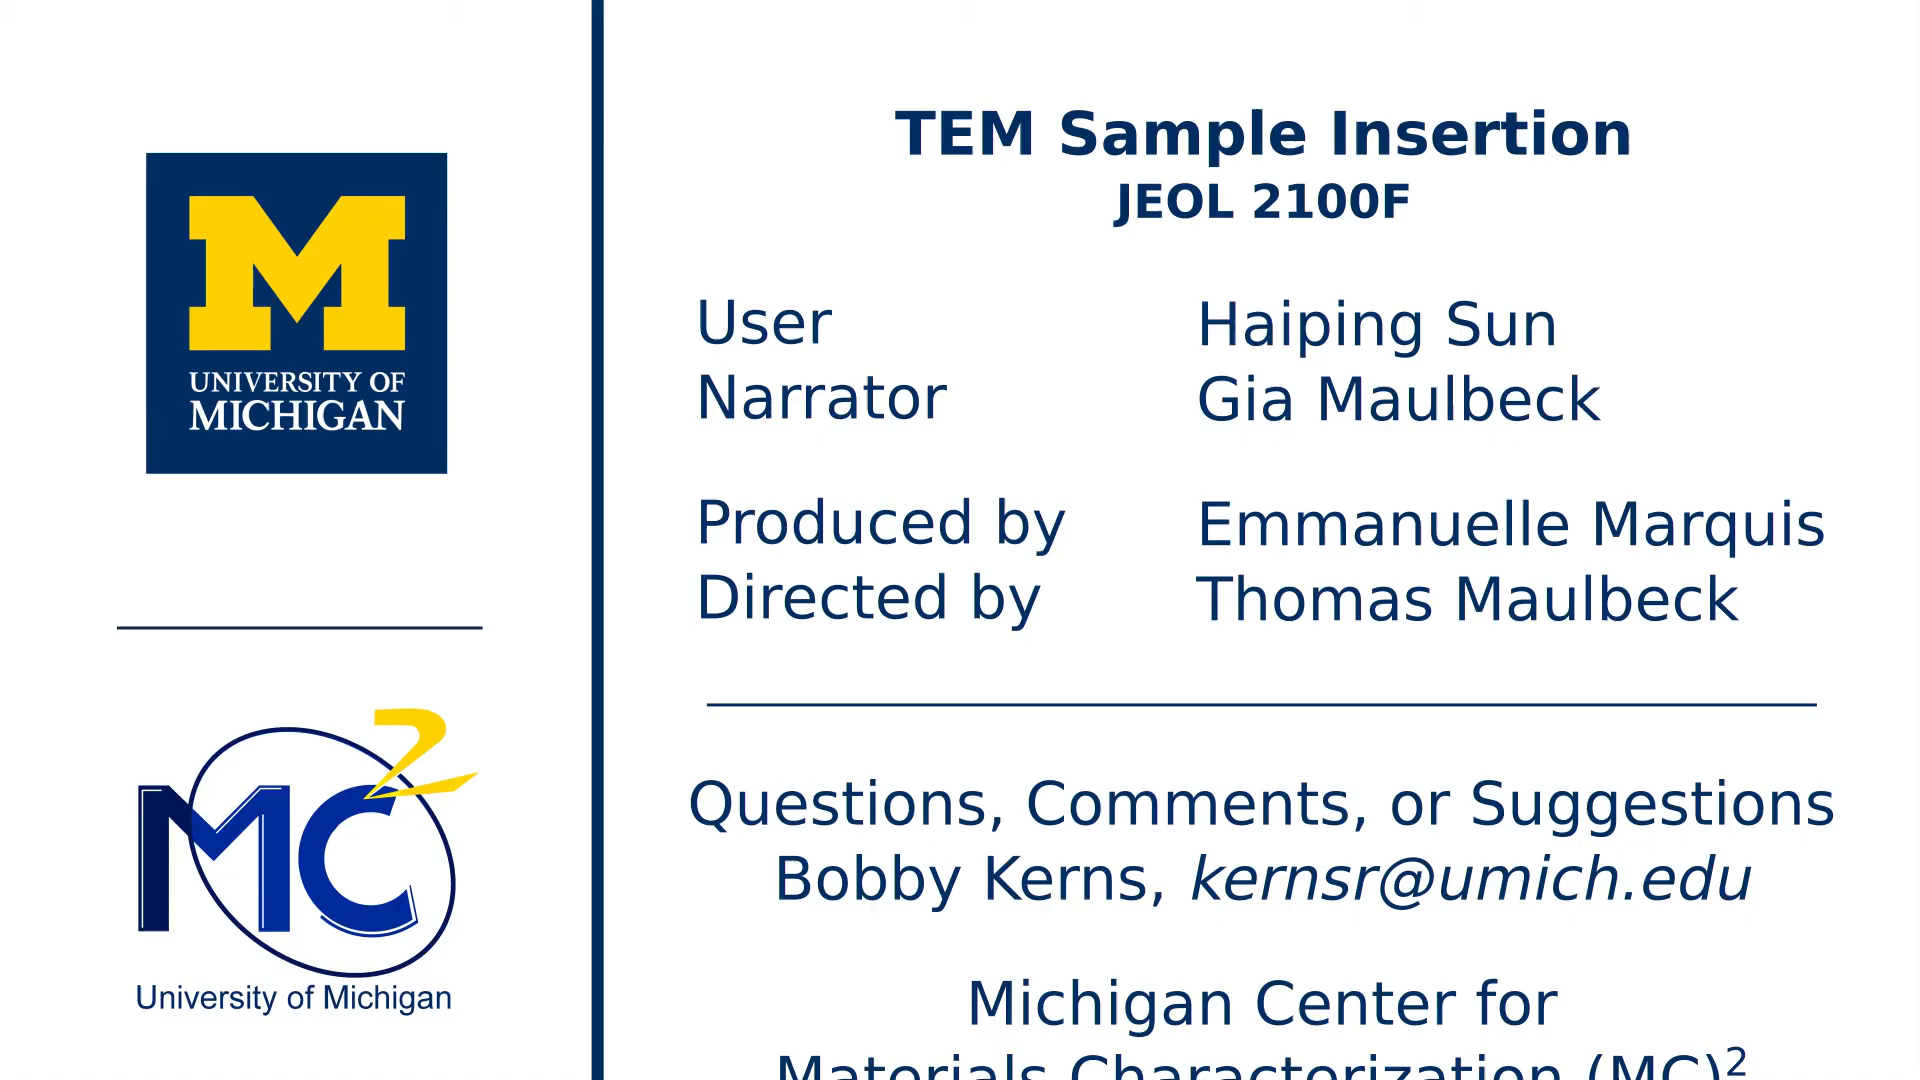 M
UNIVERSITY OF
MICHIGAN
MC2
University of Michigan
TEM Sample Insertion
JEOL 2100F
User Haiping Sun
Narrator Gia Maulbeck
Produced by Emmanuelle Marquis
Directed by Thomas Maulbeck
Questions, Comments, or Suggestions
Bobby Kerns, kernsr@umich.edu
Michigan Center for
Materials Characterization (MC)2